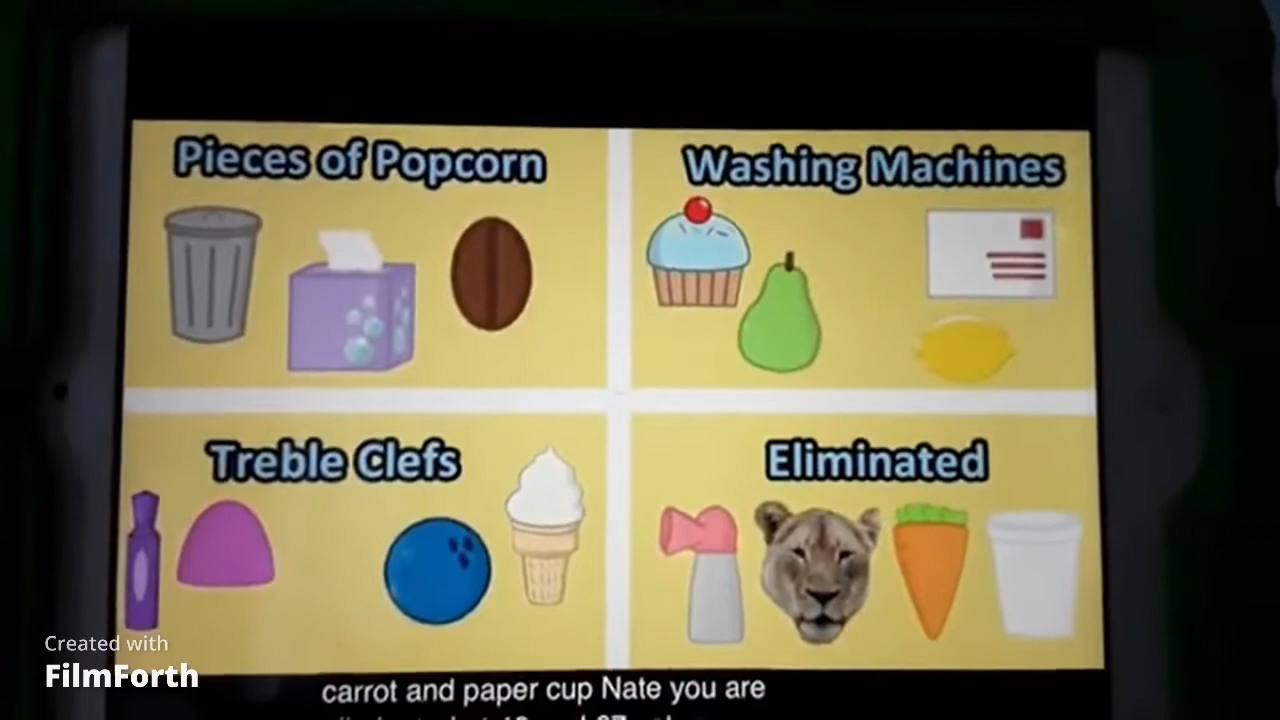 Pieces of Popcorn
Washing Machines
Treble Clefs
Eliminated
Created with
FilmForth
carrot and paper cup Nate you are